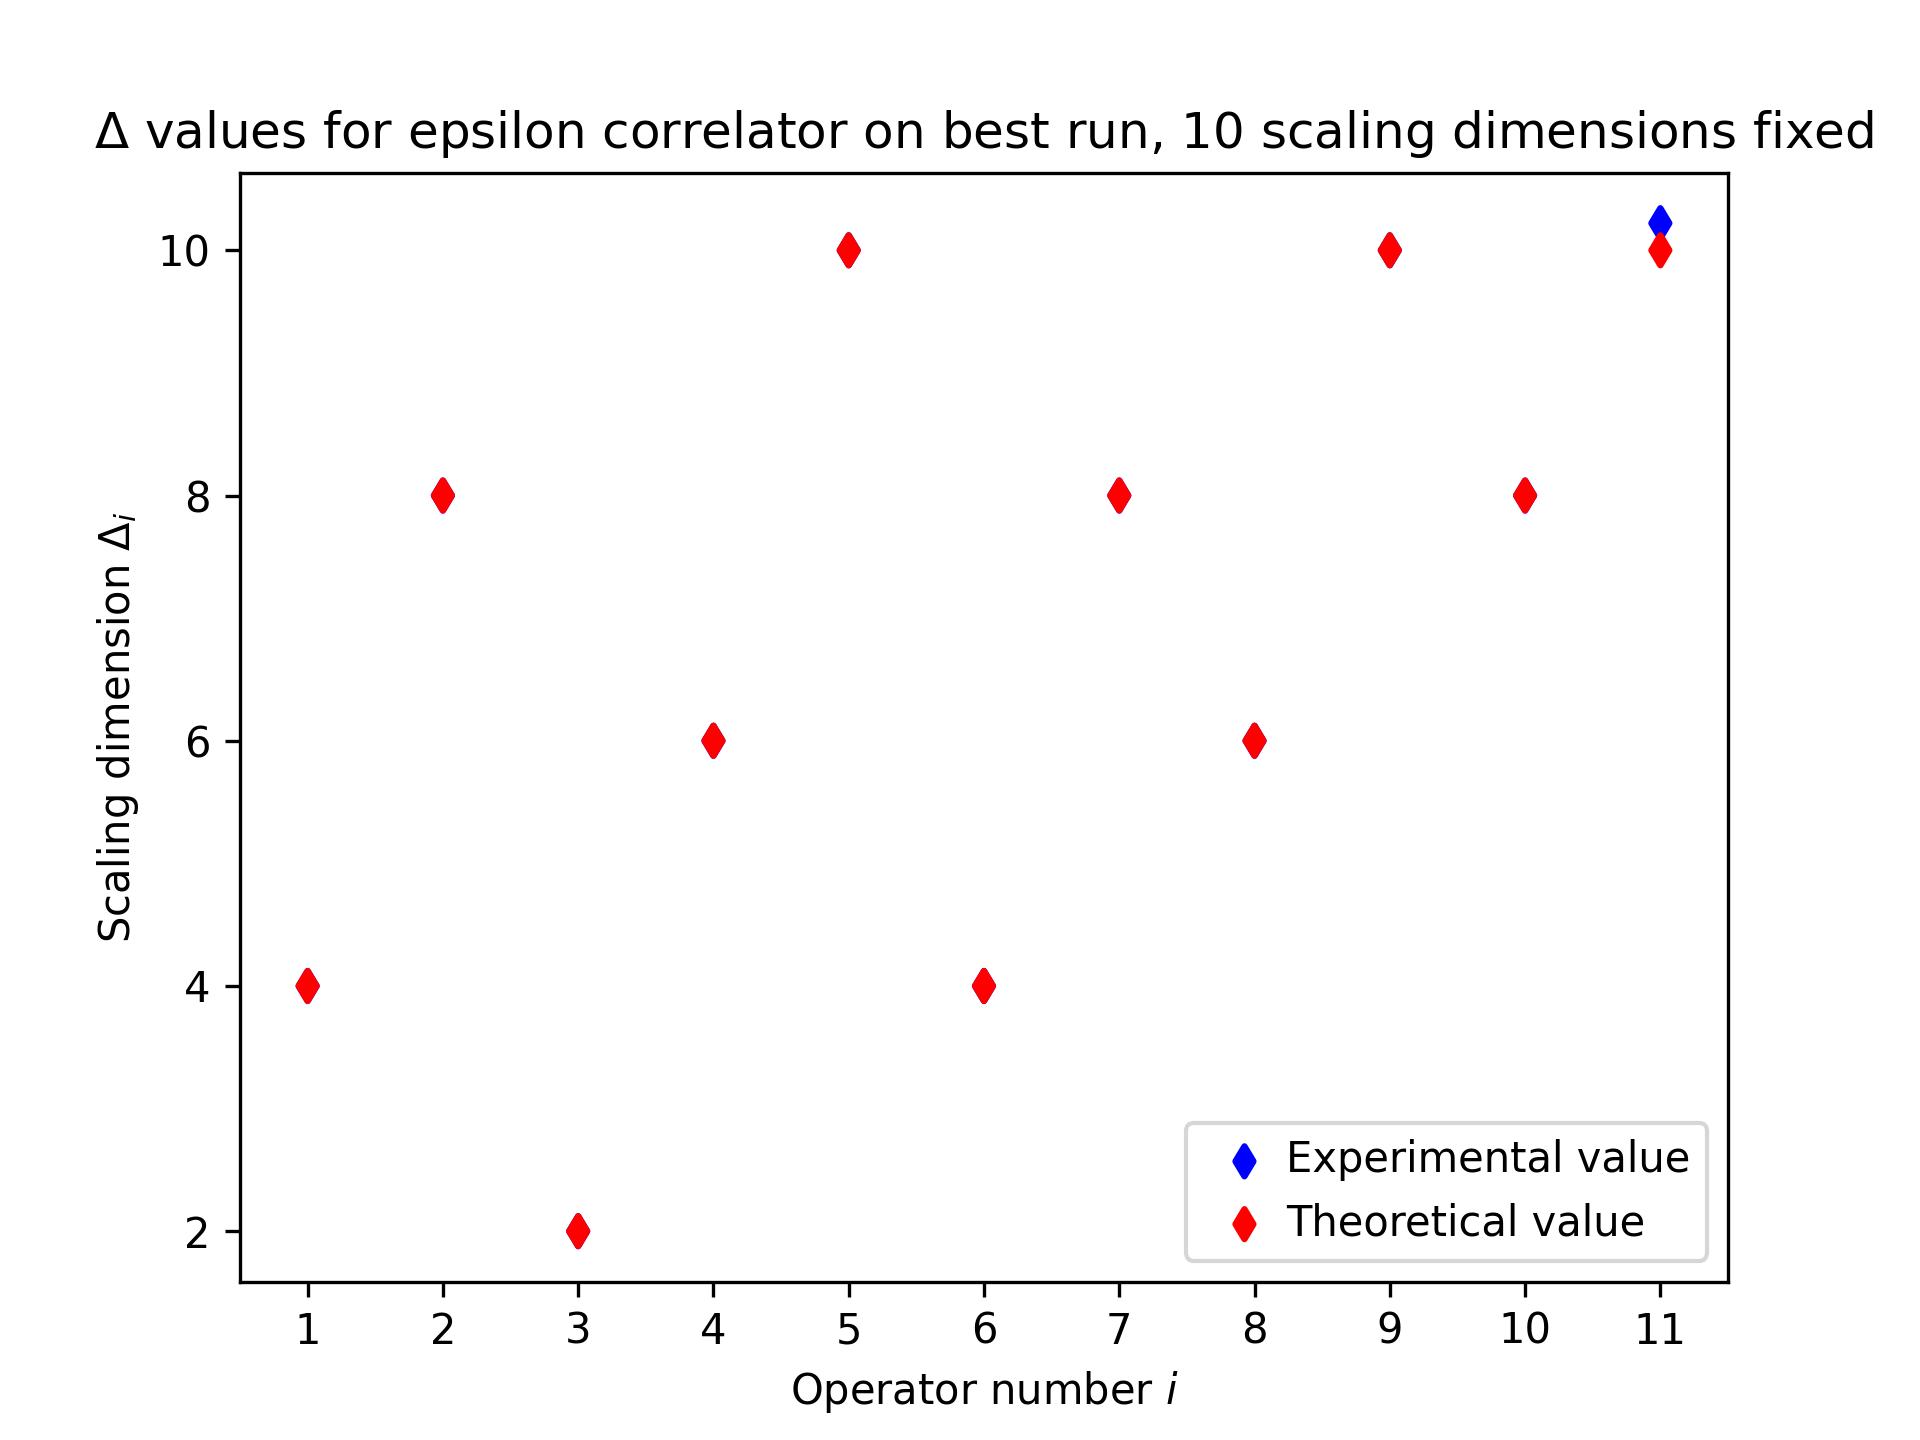 Δ values for epsilon correlator on best run, 10 scaling dimensions fixed
10
8
6
4
2
Scaling dimension Δᵢ
Experimental value
Theoretical value
1 2 3 4 5 6 7 8 9 10 11
Operator number i